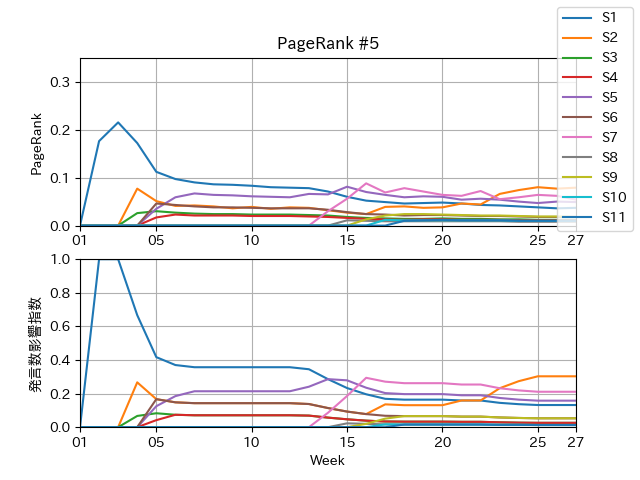 PageRank #5
S1
S2
S3
S4
S5
S6
S7
S8
S9
S10
S11
PageRank
0.3
0.2
0.1
0.0
01 05 10 15 20 25 27
発言数影響指数
1.0
0.8
0.6
0.4
0.2
0.0
01 05 10 15 20 25 27
Week